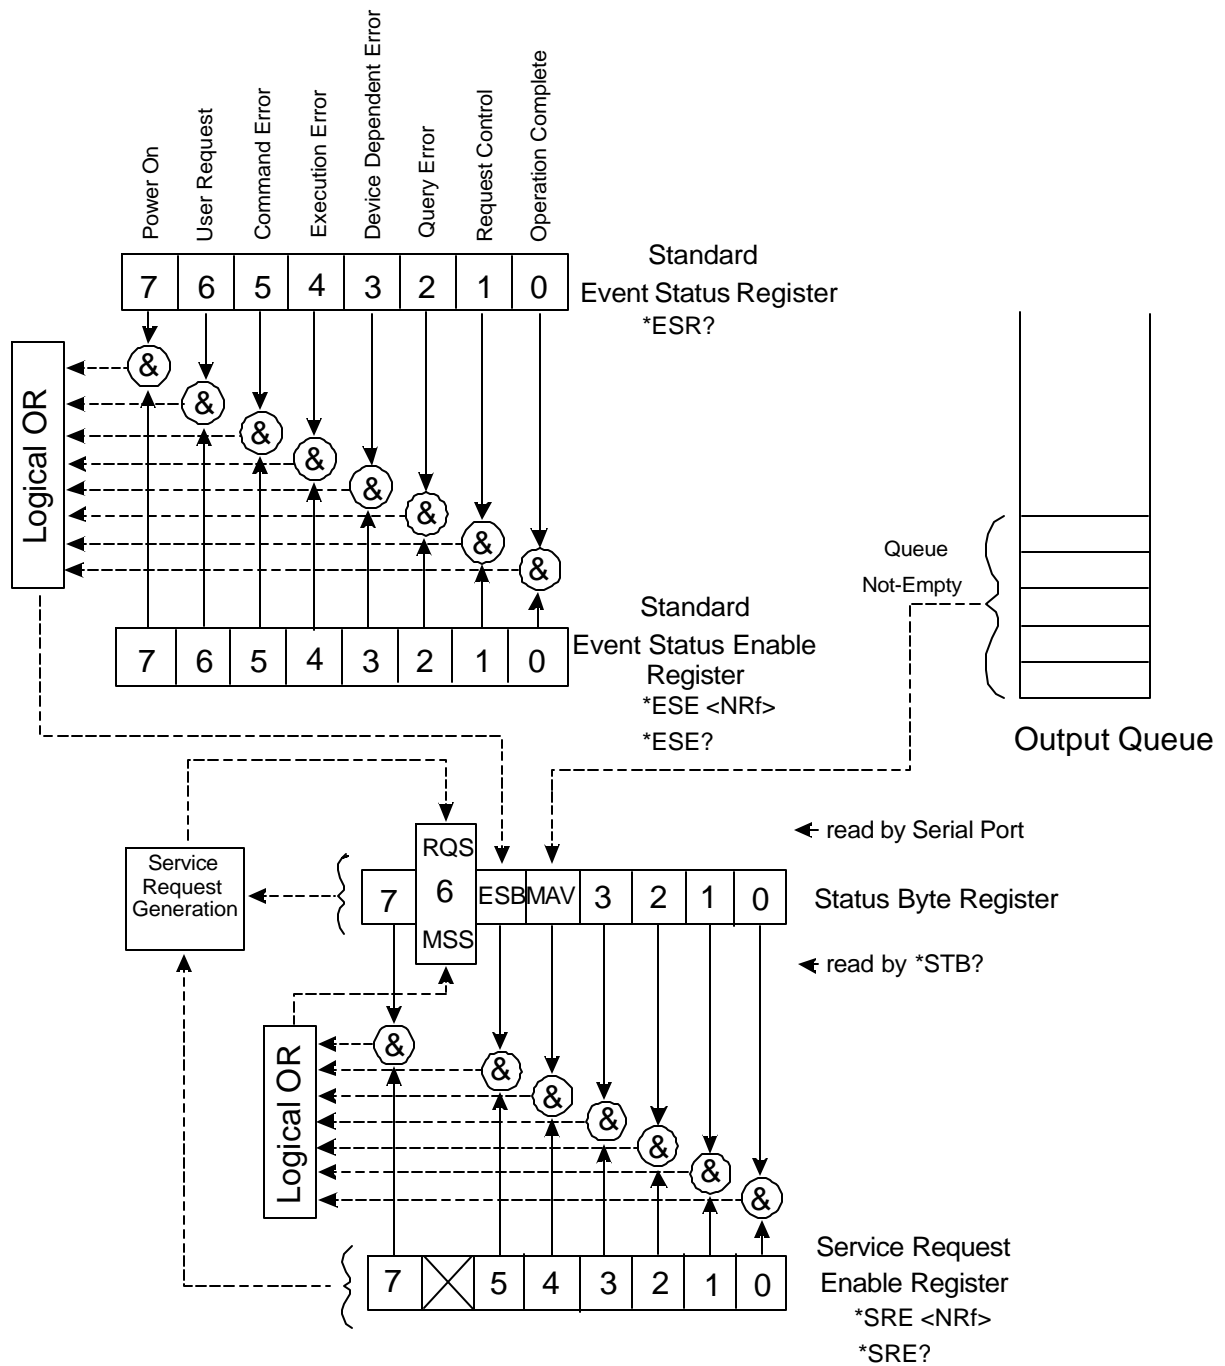 Power On
User Request
Command Error
Execution Error
Device Dependent Error
Query Error
Request Control
Operation Complete
7 6 5 4 3 2 1 0
Standard
Event Status Register
*ESR?
& & & & & & & &
Logical OR
7 6 5 4 3 2 1 0
Standard
Event Status Enable
Register
*ESE <NRf>
*ESE?
Queue
Not-Empty
Output Queue
Service
Request
Generation
RQS
7 6 ESB MAV 3 2 1 0
MSS
read by Serial Port
Status Byte Register
read by *STB?
& & & & & & &
Logical OR
7 5 4 3 2 1 0
Service Request
Enable Register
*SRE <NRf>
*SRE?